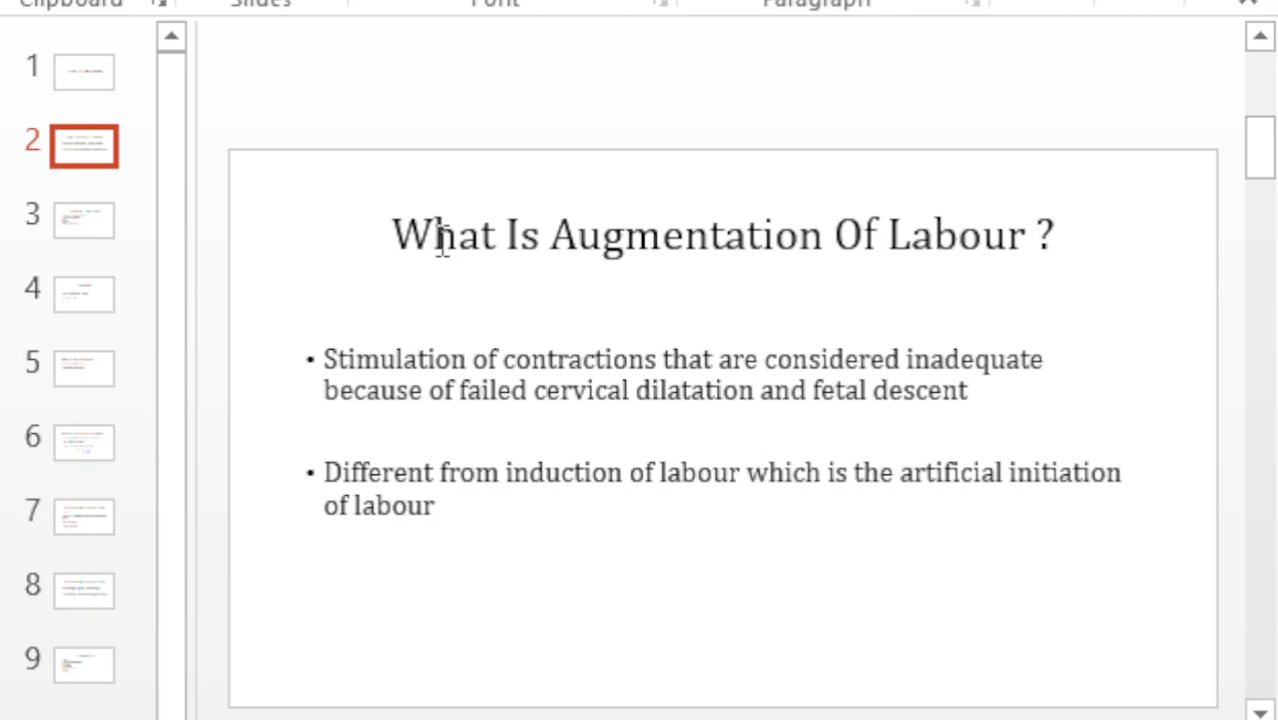 Clipboard Slides Font Paragraph
1
2
3
4
5
6
7
8
9
What Is Augmentation Of Labour ?
• Stimulation of contractions that are considered inadequate
because of failed cervical dilatation and fetal descent
• Different from induction of labour which is the artificial initiation
of labour